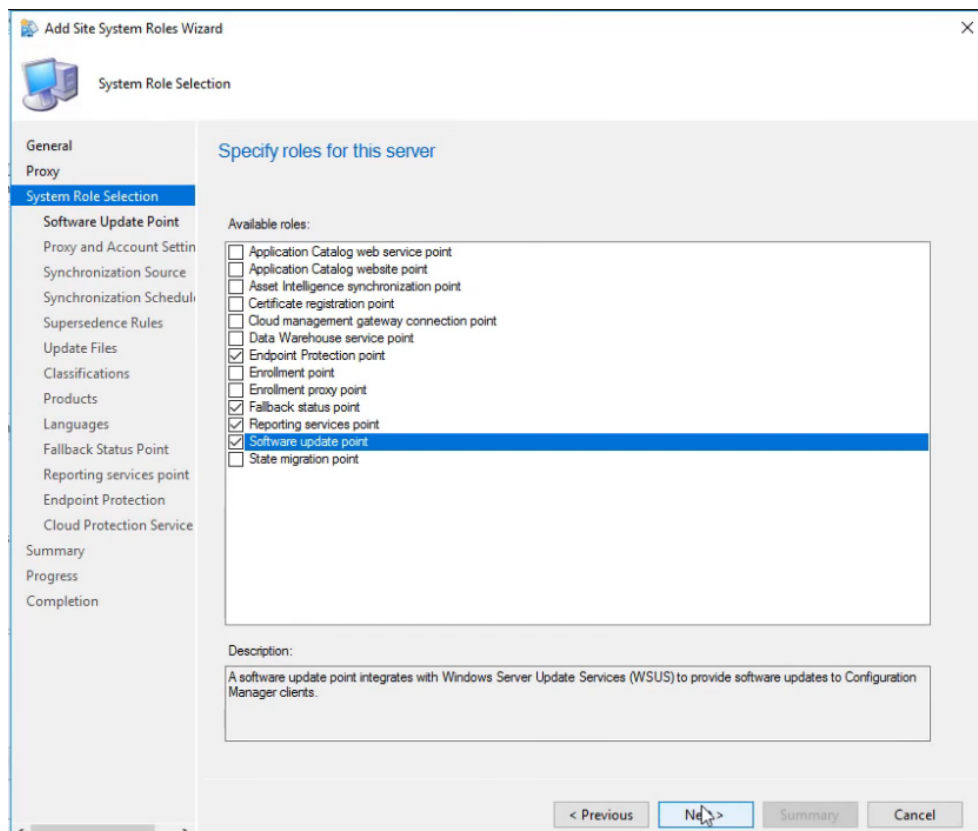 Add Site System Roles Wizard
System Role Selection
General
Proxy
System Role Selection
Software Update Point
Proxy and Account Settin
Synchronization Source
Synchronization Schedul
Supersedence Rules
Update Files
Classifications
Products
Languages
Fallback Status Point
Reporting services point
Endpoint Protection
Cloud Protection Service
Summary
Progress
Completion
Specify roles for this server
Available roles:
Application Catalog web service point
Application Catalog website point
Asset Intelligence synchronization point
Certificate registration point
Cloud management gateway connection point
Data Warehouse service point
Endpoint Protection point
Enrollment point
Enrollment proxy point
Fallback status point
Reporting services point
Software update point
State migration point
Description:
A software update point integrates with Windows Server Update Services (WSUS) to provide software updates to Configuration
Manager clients.
< Previous
Next >
Summary
Cancel